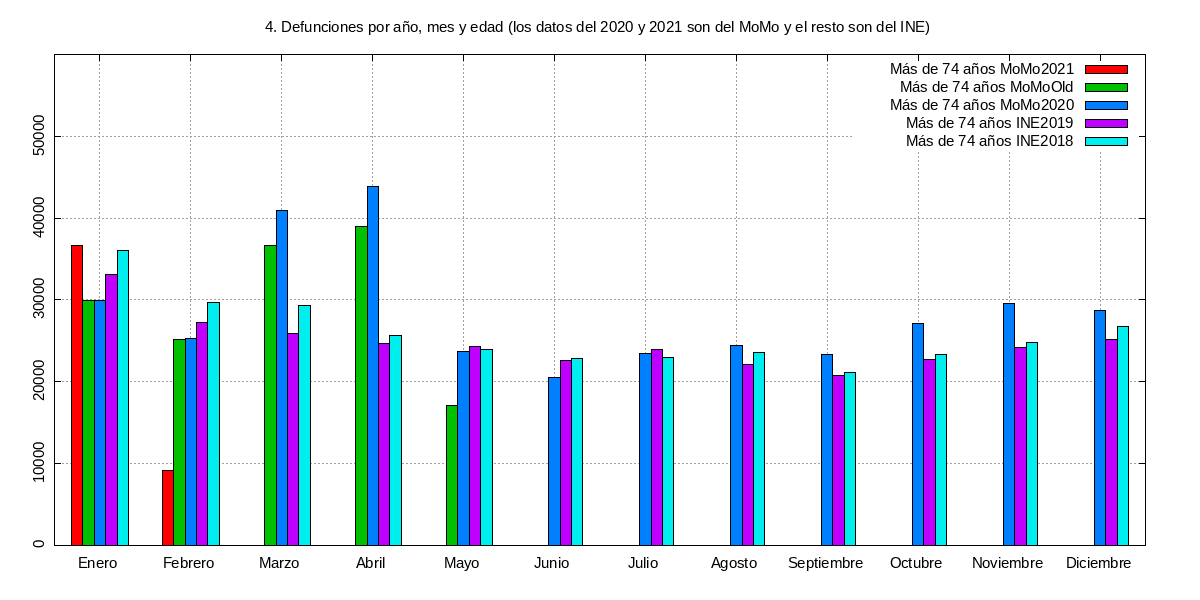 4. Defunciones por año, mes y edad (los datos del 2020 y 2021 son del MoMo y el resto son del INE)
Más de 74 años MoMo2021
Más de 74 años MoMoOld
Más de 74 años MoMo2020
Más de 74 años INE2019
Más de 74 años INE2018
50000
40000
30000
20000
10000
0
Enero Febrero Marzo Abril Mayo Junio Julio Agosto Septiembre Octubre Noviembre Diciembre